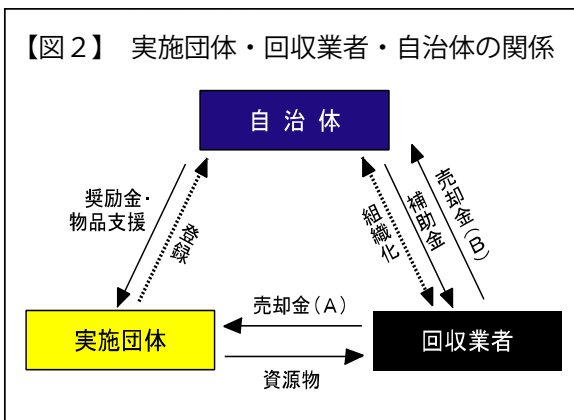 【図2】 実施団体・回収業者・自治体の関係
自治体
奨励金・
物品支援
登録
組織化
補助金
売却金(B)
売却金(A)
実施団体
回収業者
資源物